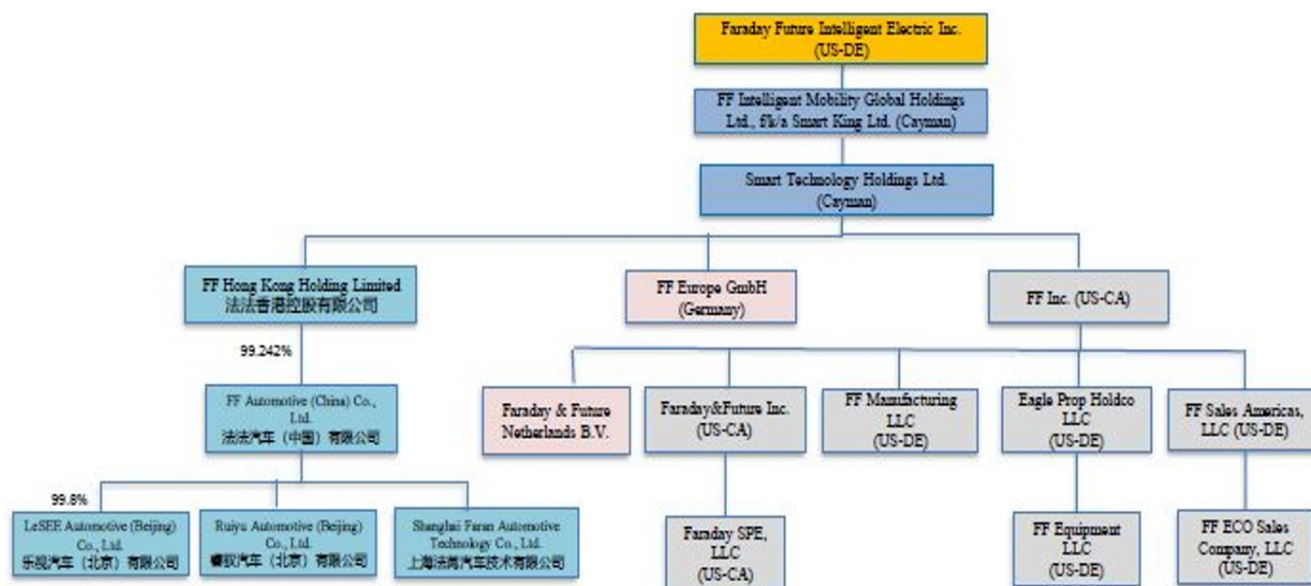 Faraday Future Intelligent Electric Inc.
(US-DE)
FF Intelligent Mobility Global Holdings
Ltd., f/k/a Smart King Ltd. (Cayman)
Smart Technology Holdings Ltd.
(Cayman)
FF Hong Kong Holding Limited
法法香港控股有限公司
FF Europe GmbH
(Germany)
FF Inc. (US-CA)
99.242%
FF Automotive (China) Co.,
Ltd.
法法汽车（中国）有限公司
Faraday & Future
Netherlands B.V.
Faraday&Future Inc.
(US-CA)
FF Manufacturing
LLC
(US-DE)
Eagle Prop Holdco
LLC
(US-DE)
FF Sales Americas,
LLC (US-DE)
99.8%
LeSEE Automotive (Beijing)
Co., Ltd.
乐视汽车（北京）有限公司
Ruiyu Automotive (Beijing)
Co., Ltd.
睿驭汽车（北京）有限公司
Shanghai Faran Automotive
Technology Co., Ltd.
上海法苒汽车技术有限公司
Faraday SPE,
LLC
(US-CA)
FF Equipment
LLC
(US-DE)
FF ECO Sales
Company, LLC
(US-DE)